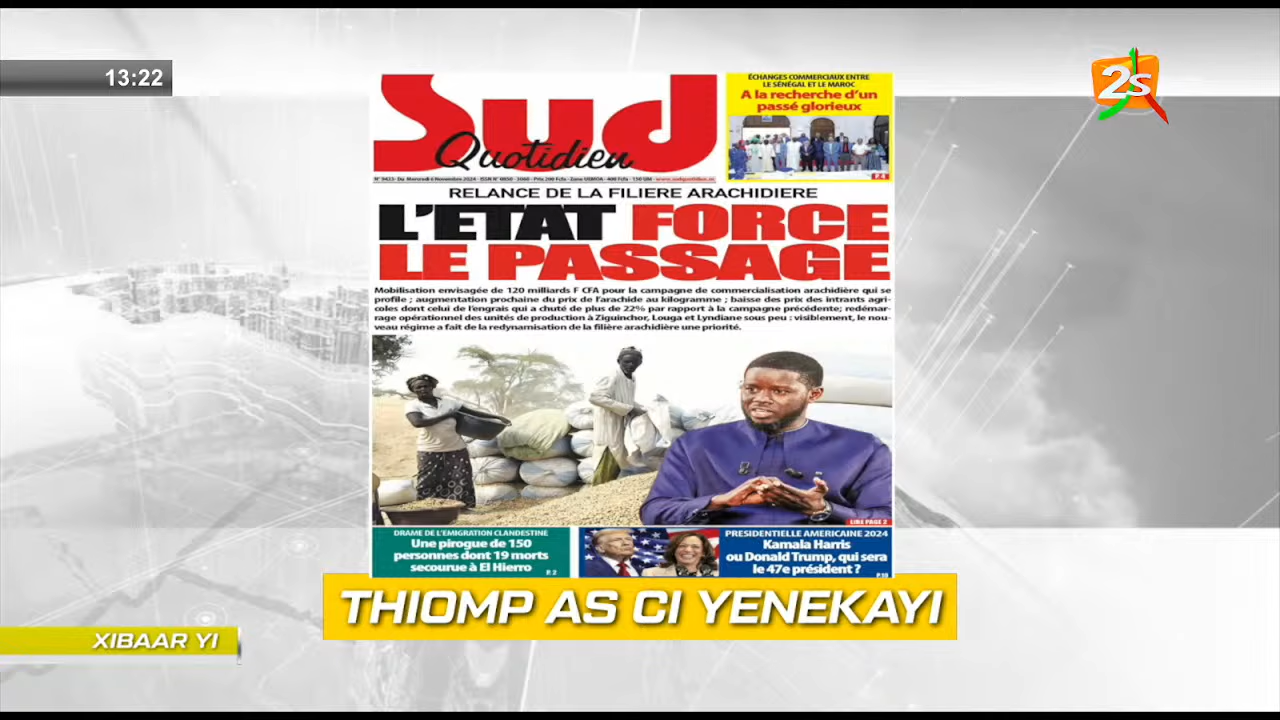 13:22
2S
Sud
Quotidien
ÉCHANGES COMMERCIAUX ENTRE
LE SÉNÉGAL ET LE MAROC
A la recherche d'un
passé glorieux
P.4
RELANCE DE LA FILIERE ARACHIDIERE
L'ETAT FORCE
LE PASSAGE
Mobilisation envisagée de 120 milliards F CFA pour la campagne de commercialisation arachidière qui se
profile ; augmentation prochaine du prix de l'arachide au kilogramme ; baisse des prix des intrants agri-
coles dont celui de l'engrais qui a chuté de plus de 22% par rapport à la campagne précédente; redémar-
rage opérationnel des unités de production à Ziguinchor, Louga et Lyndiane sous peu : visiblement, le nou-
veau régime a fait de la redynamisation de la filière arachidière une priorité.
LIRE PAGE 3
DRAME DE L'EMIGRATION CLANDESTINE
Une pirogue de 150
personnes dont 19 morts
secourue à El Hierro
P. 2
PRESIDENTIELLE AMERICAINE 2024
Kamala Harris
ou Donald Trump, qui sera
le 47e président ?
P.10
THIOMP AS CI YENEKAYI
XIBAAR YI